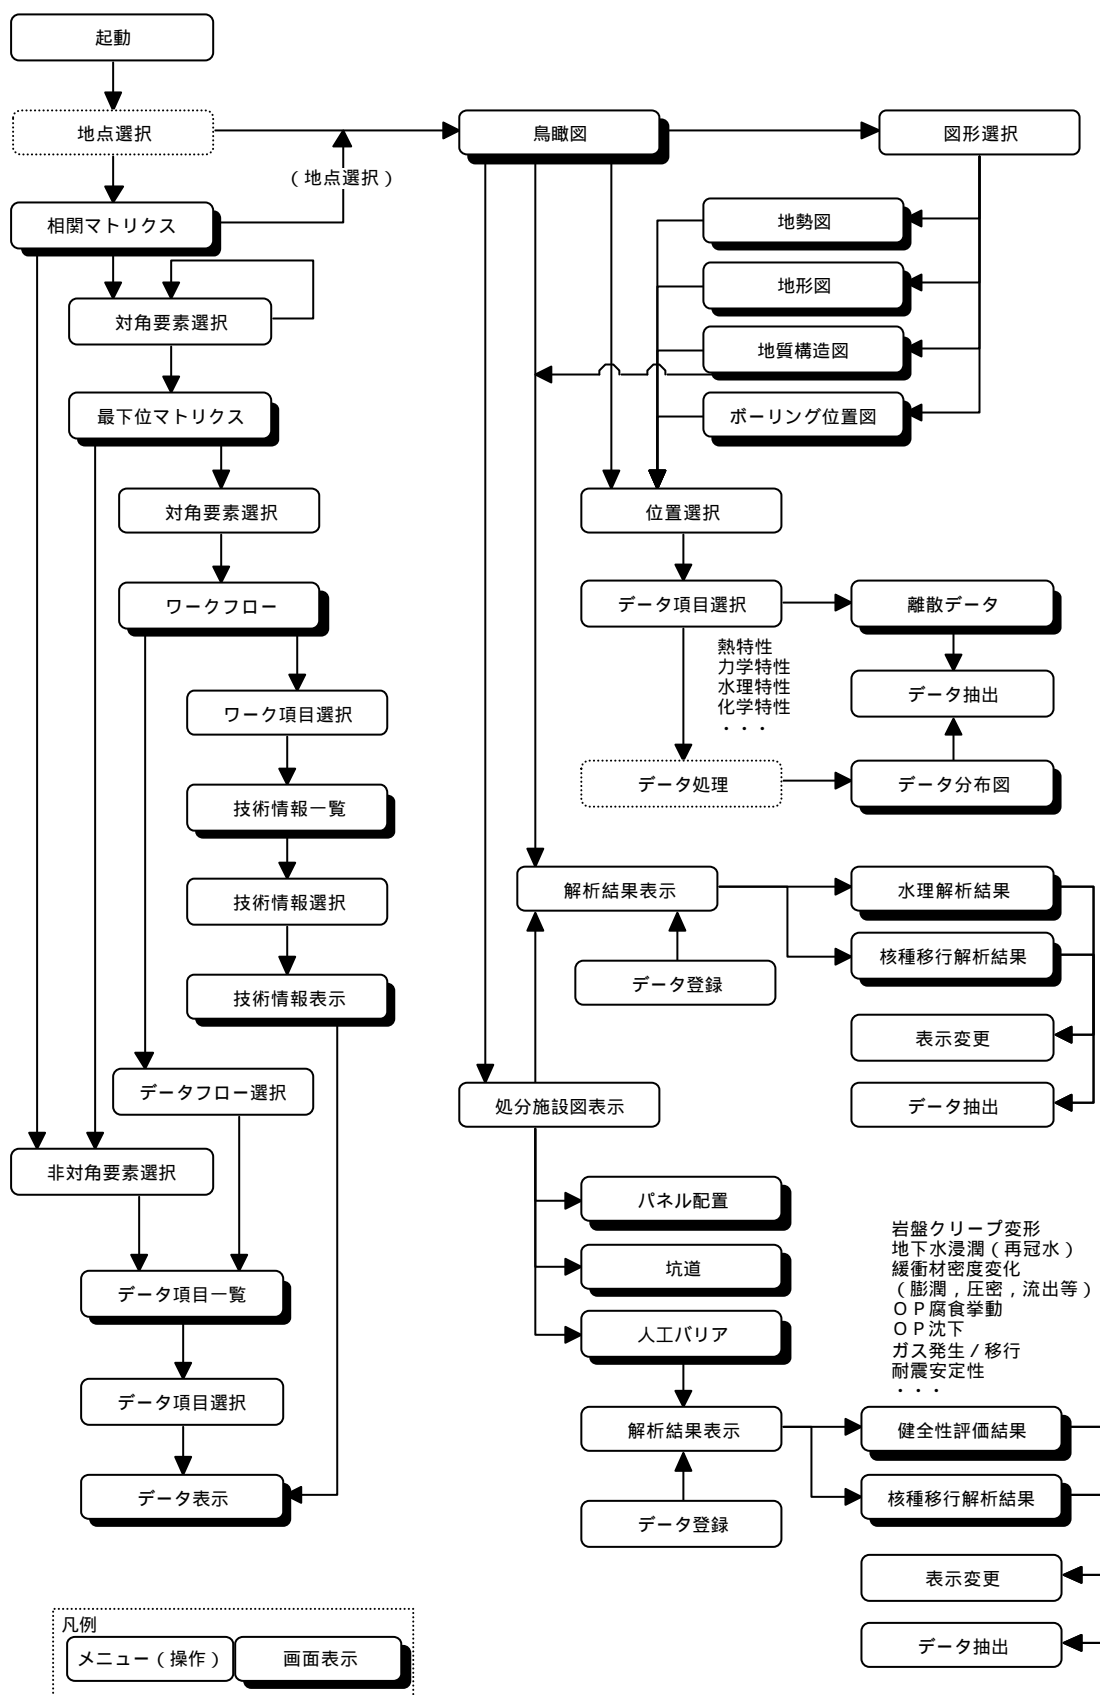 起動
地点選択
鳥瞰図
図形選択
（地点選択）
相関マトリクス
地勢図
地形図
対角要素選択
地質構造図
最下位マトリクス
ボーリング位置図
対角要素選択
位置選択
ワークフロー
データ項目選択
離散データ
熱特性
力学特性
水理特性
化学特性
・・・
データ抽出
ワーク項目選択
データ処理
データ分布図
技術情報一覧
解析結果表示
水理解析結果
技術情報選択
核種移行解析結果
データ登録
技術情報表示
表示変更
データフロー選択
処分施設図表示
データ抽出
非対角要素選択
パネル配置
坑道
人工バリア
岩盤クリープ変形
地下水浸潤（再冠水）
緩衝材密度変化
（膨潤，圧密，流出等）
ＯＰ腐食挙動
ＯＰ沈下
ガス発生／移行
耐震安定性
・・・
データ項目一覧
データ項目選択
解析結果表示
健全性評価結果
データ表示
核種移行解析結果
データ登録
表示変更
データ抽出
凡例
メニュー（操作）
画面表示